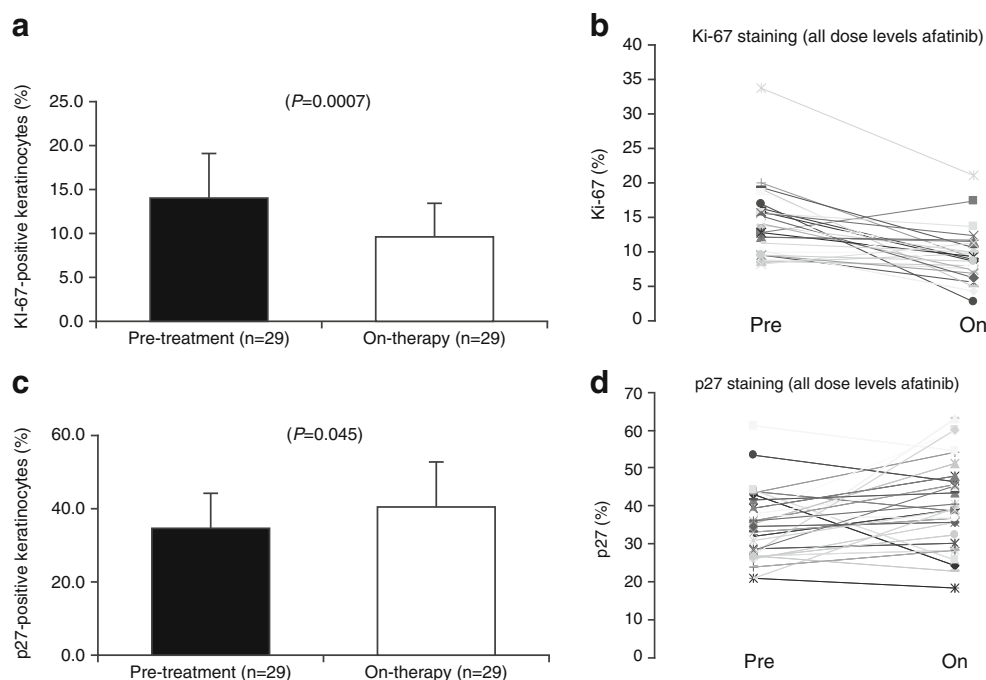 a
KI-67-positive keratinocytes (%)
25.0
20.0
15.0
10.0
5.0
0.0
(P=0.0007)
Pre-treatment (n=29)
On-therapy (n=29)
b
Ki-67 staining (all dose levels afatinib)
Ki-67 (%)
40
35
30
25
20
15
10
5
0
Pre
On
c
p27-positive keratinocytes (%)
60.0
40.0
20.0
0.0
(P=0.045)
Pre-treatment (n=29)
On-therapy (n=29)
d
p27 staining (all dose levels afatinib)
p27 (%)
70
60
50
40
30
20
10
0
Pre
On